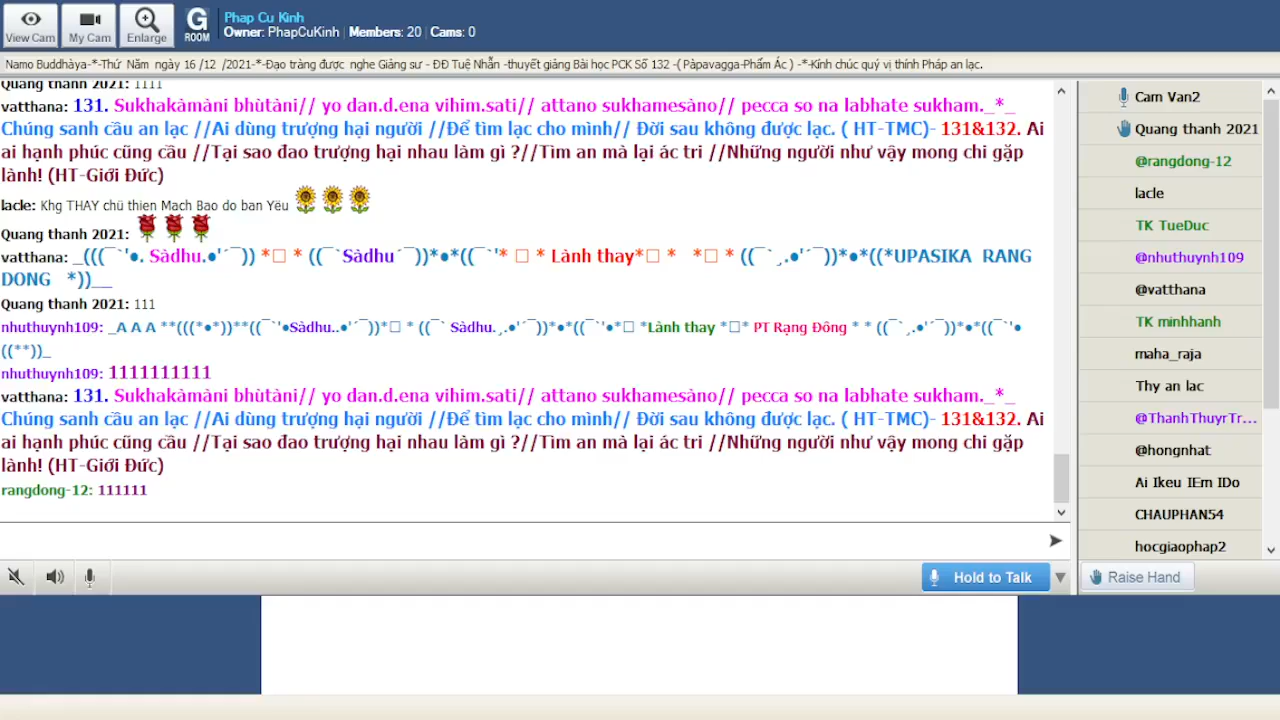 View Cam
My Cam
Enlarge
G
ROOM
Phap Cu Kinh
Owner: PhapCuKinh | Members: 20 | Cams: 0
Namo Buddhàya-*-Thứ Năm ngày 16 /12 /2021-*-Đạo tràng được nghe Giảng sư - ĐĐ Tuệ Nhẫn -thuyết giảng Bài học PCK Số 132 -( Pàpavagga-Phẩm Ác ) -*-Kính chúc quý vị thính Pháp an lạc.
Quang thanh 2021: 1111
vatthana: 131. Sukhakàmàni bhùtàni// yo dan.d.ena vihim.sati// attano sukhamesàno// pecca so na labhate sukham._*_
Chúng sanh cầu an lạc //Ai dùng trượng hại người //Để tìm lạc cho mình// Đời sau không được lạc. ( HT-TMC)- 131&132. Ai
ai hạnh phúc cũng cầu //Tại sao đao trượng hại nhau làm gì ?//Tìm an mà lại ác tri //Những người như vậy mong chi gặp
lành! (HT-Giới Đức)
lacle: Khg THAY chü thien Mach Bao do ban Yëu
Quang thanh 2021:
vatthana: _(((¯`'●. Sàdhu.●'´¯)) *□ * ((¯`Sàdhu´¯))*●*((¯`'* □ * Lành thay*□ * *□ * ((¯`¸.●'´¯))*●*((*UPASIKA RANG
DONG *))__
Quang thanh 2021: 111
nhuthuynh109: _A A A **(((*●*))**((¯`'●Sàdhu..●'´¯))*□ * ((¯` Sàdhu.¸.●'´¯))*●*((¯`'●*□ *Lành thay *□* PT Rạng Đông * * ((¯`¸.●'´¯))*●*((¯`'●
((**))_
nhuthuynh109: 1111111111
vatthana: 131. Sukhakàmàni bhùtàni// yo dan.d.ena vihim.sati// attano sukhamesàno// pecca so na labhate sukham._*_
Chúng sanh cầu an lạc //Ai dùng trượng hại người //Để tìm lạc cho mình// Đời sau không được lạc. ( HT-TMC)- 131&132. Ai
ai hạnh phúc cũng cầu //Tại sao đao trượng hại nhau làm gì ?//Tìm an mà lại ác tri //Những người như vậy mong chi gặp
lành! (HT-Giới Đức)
rangdong-12: 111111
Hold to Talk
Cam Van2
Quang thanh 2021
@rangdong-12
lacle
TK TueDuc
@nhuthuynh109
@vatthana
TK minhhanh
maha_raja
Thy an lac
@ThanhThuyrTr...
@hongnhat
Ai Ikeu IEm IDo
CHAUPHAN54
hocgiaophap2
Raise Hand